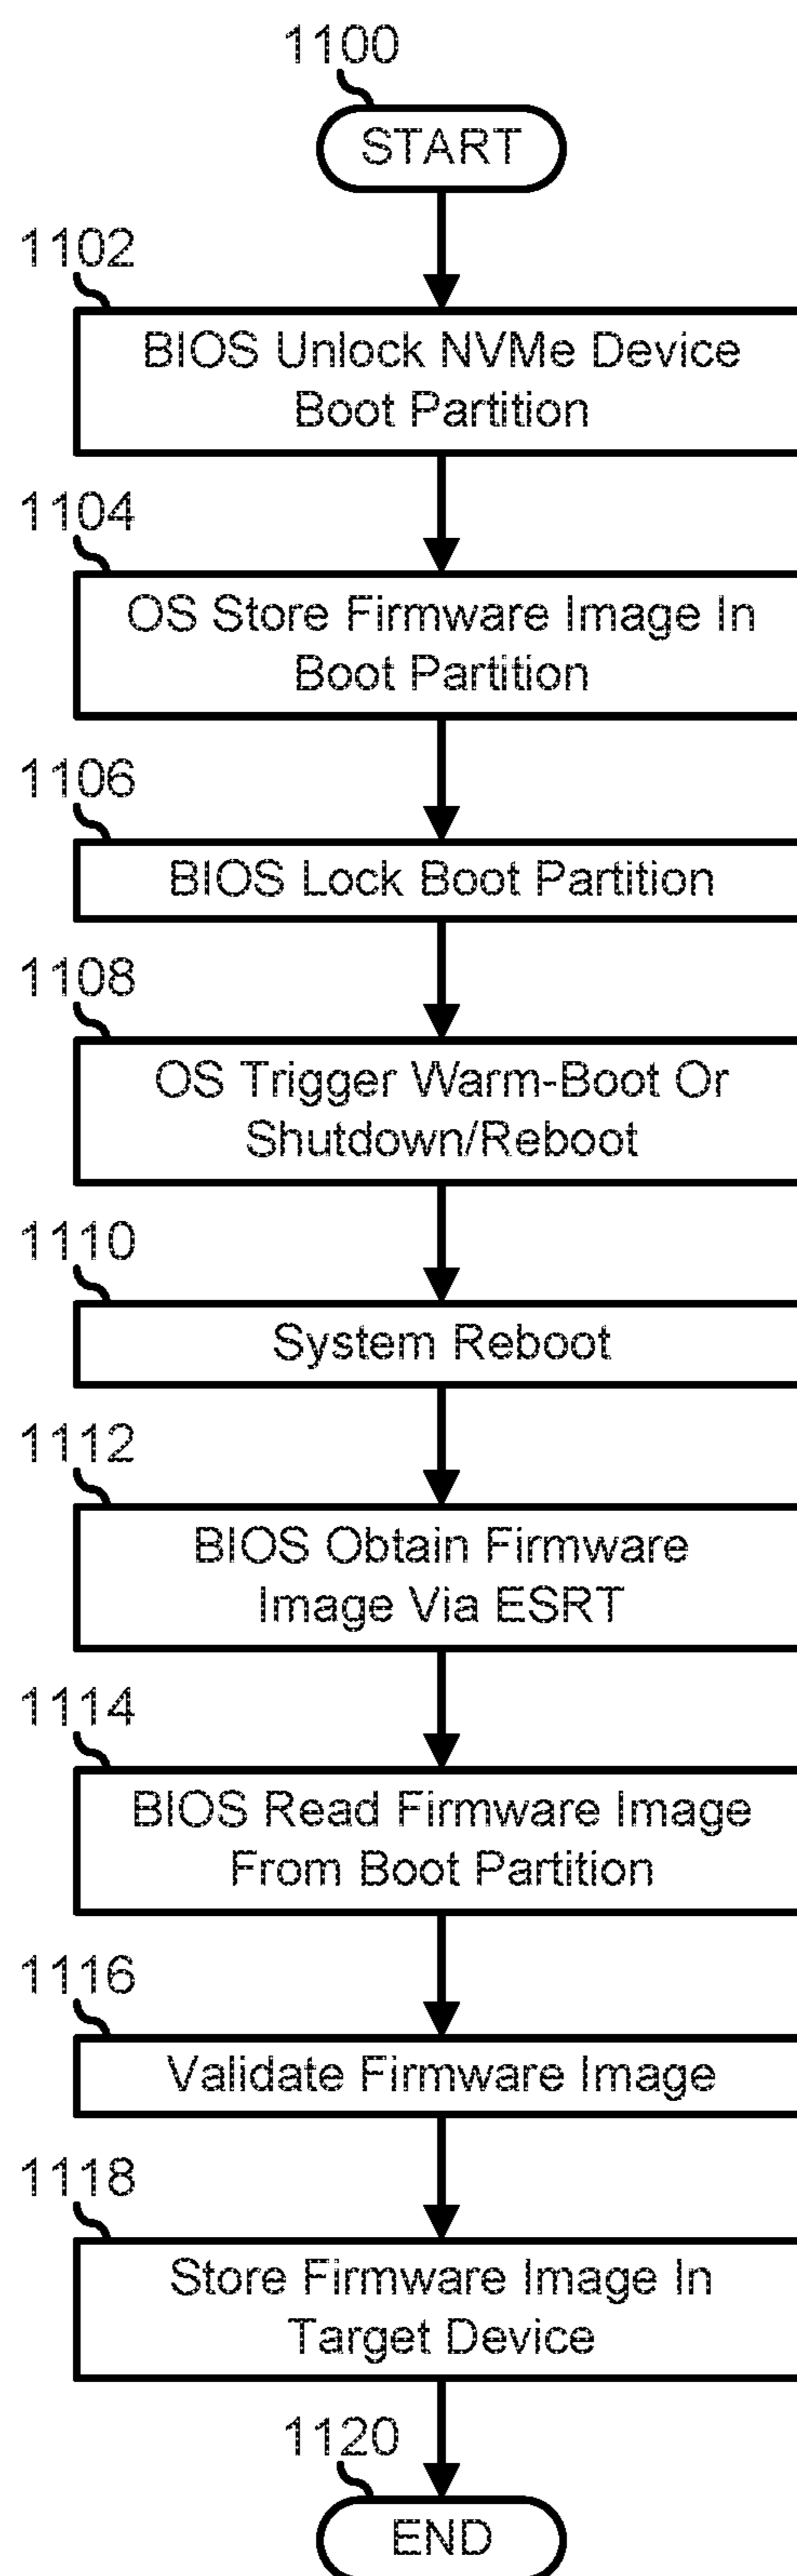 1100
START
1102
BIOS Unlock NVMe Device
Boot Partition
1104
OS Store Firmware Image In
Boot Partition
1106
BIOS Lock Boot Partition
1108
OS Trigger Warm-Boot Or
Shutdown/Reboot
1110
System Reboot
1112
BIOS Obtain Firmware
Image Via ESRT
1114
BIOS Read Firmware Image
From Boot Partition
1116
Validate Firmware Image
1118
Store Firmware Image In
Target Device
1120
END